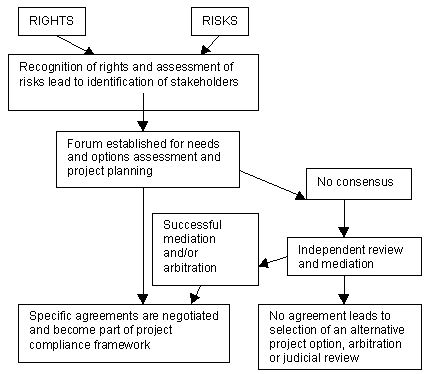 RIGHTS
RISKS
Recognition of rights and assessment of
risks lead to identification of stakeholders
Forum established for needs
and options assessment and
project planning
No consensus
Successful
mediation
and/or
arbitration
Independent review
and mediation
Specific agreements are negotiated
and become part of project
compliance framework
No agreement leads to
selection of an alternative
project option, arbitration
or judicial review